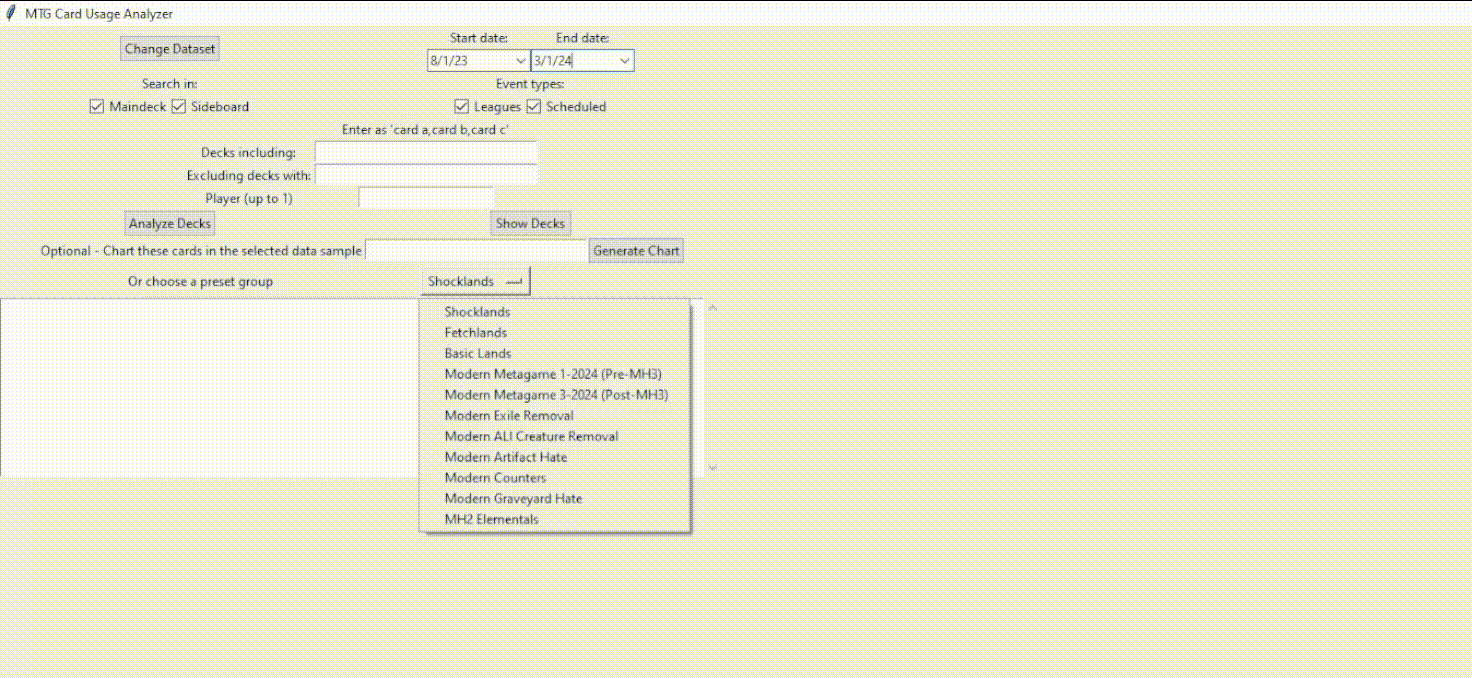 MTG Card Usage Analyzer
Start date: End date:
Change Dataset
8/1/23 3/1/24
Search in: Event types:
Maindeck Sideboard Leagues Scheduled
Enter as 'card a,card b,card c'
Decks including:
Excluding decks with:
Player (up to 1)
Analyze Decks Show Decks
Optional - Chart these cards in the selected data sample Generate Chart
Or choose a preset group Shocklands
Shocklands
Fetchlands
Basic Lands
Modern Metagame 1-2024 (Pre-MH3)
Modern Metagame 3-2024 (Post-MH3)
Modern Exile Removal
Modern ALI Creature Removal
Modern Artifact Hate
Modern Counters
Modern Graveyard Hate
MH2 Elementals